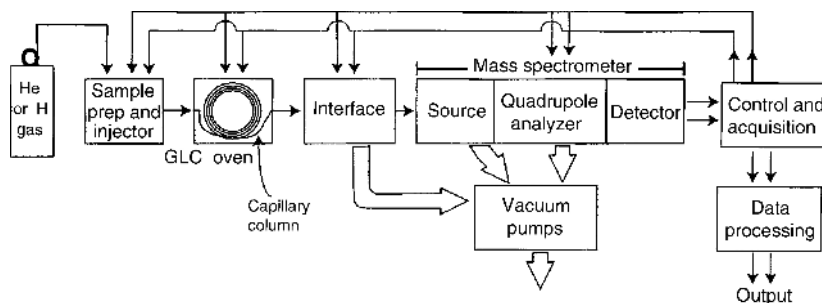 Mass spectrometer
He
or H
gas
Sample
prep and
injector
GLC oven
Capillary
column
Interface
Source
Quadrupole
analyzer
Detector
Control and
acquisition
Vacuum
pumps
Data
processing
Output